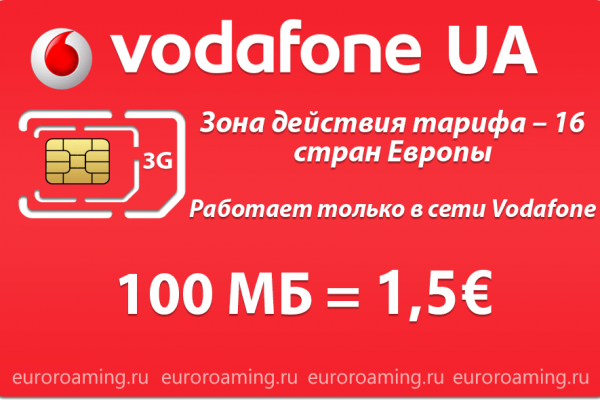 vodafone UA
Зона действия тарифа – 16
стран Европы
3G
Работает только в сети Vodafone
100 МБ = 1,5€
euroroaming.ru euroroaming.ru euroroaming.ru euroroaming.ru